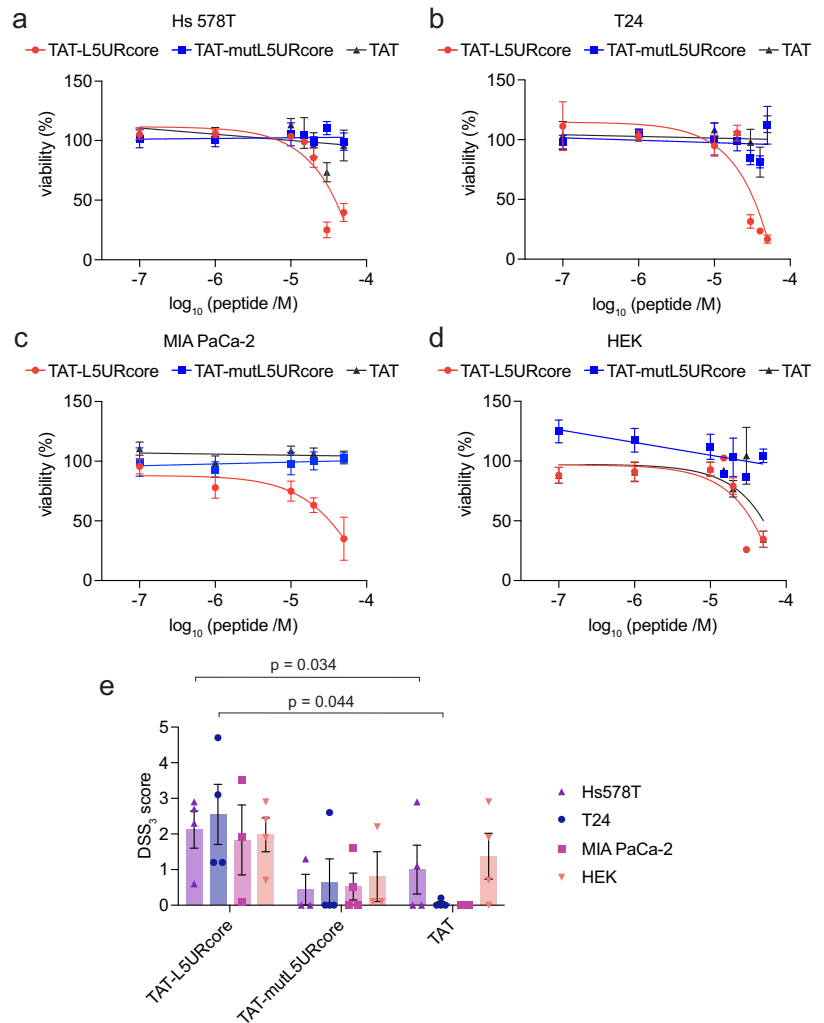 a
Hs 578T
TAT-L5URcore TAT-mutL5URcore TAT
150
100
50
0
viability (%)
-7 -6 -5 -4
log10 (peptide /M)
b
T24
TAT-L5URcore TAT-mutL5URcore TAT
150
100
50
0
viability (%)
-7 -6 -5 -4
log10 (peptide /M)
c
MIA PaCa-2
TAT-L5URcore TAT-mutL5URcore TAT
150
100
50
0
viability (%)
-7 -6 -5 -4
log10 (peptide /M)
d
HEK
TAT-L5URcore TAT-mutL5URcore TAT
150
100
50
0
viability (%)
-7 -6 -5 -4
log10 (peptide /M)
e
p = 0.034
p = 0.044
5
4
3
2
1
0
DSS3 score
TAT-L5URcore
TAT-mutL5URcore
TAT
Hs578T
T24
MIA PaCa-2
HEK